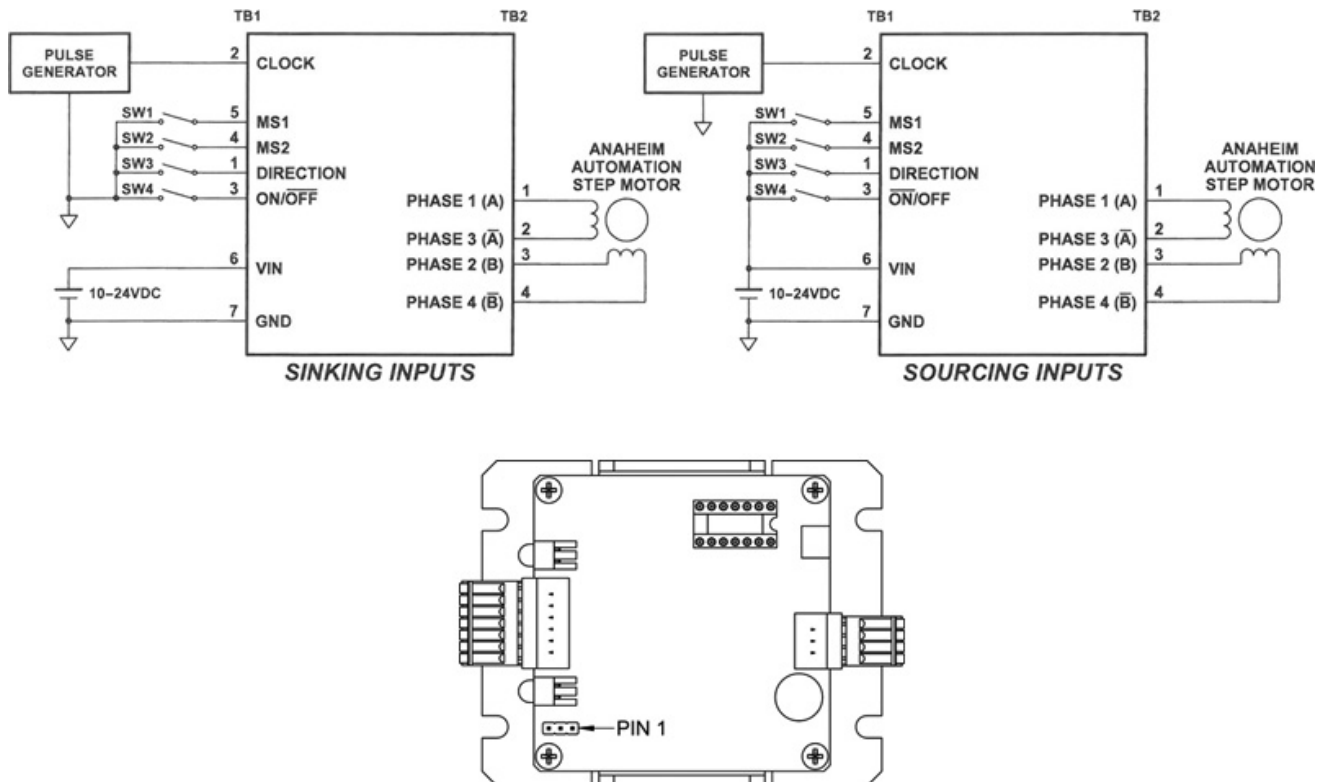 TB1
TB2
PULSE
GENERATOR
2
CLOCK
SW1
5
MS1
SW2
4
MS2
SW3
1
DIRECTION
SW4
3
ON/O̅F̅F̅
6
VIN
10–24VDC
7
GND
ANAHEIM
AUTOMATION
STEP MOTOR
PHASE 1 (A)
1
PHASE 3 (A̅)
2
PHASE 2 (B)
3
PHASE 4 (B̅)
4
SINKING INPUTS
TB1
TB2
PULSE
GENERATOR
2
CLOCK
SW1
5
MS1
SW2
4
MS2
SW3
1
DIRECTION
SW4
3
O̅N̅/OFF
6
VIN
10–24VDC
7
GND
ANAHEIM
AUTOMATION
STEP MOTOR
PHASE 1 (A)
1
PHASE 3 (A̅)
2
PHASE 2 (B)
3
PHASE 4 (B̅)
4
SOURCING INPUTS
PIN 1